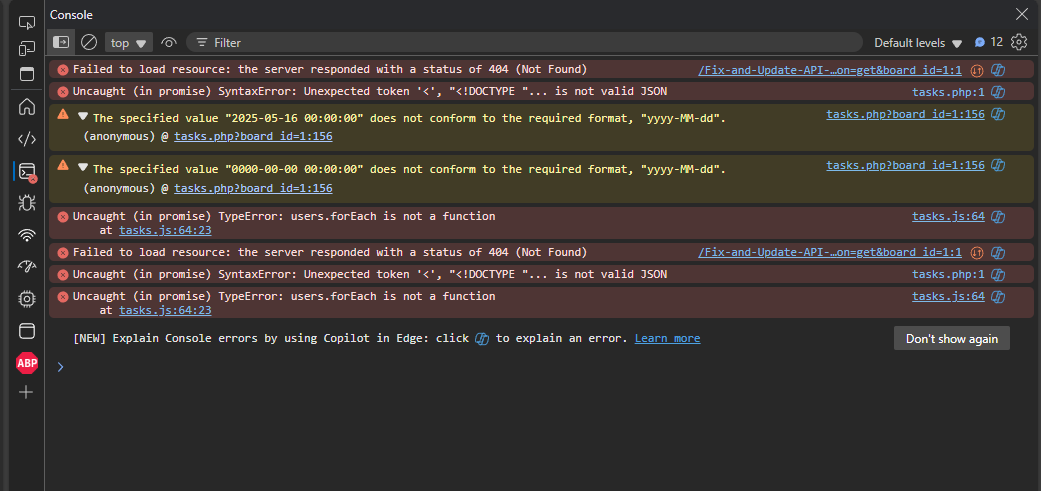 Console
top
Filter
Default levels
12
Failed to load resource: the server responded with a status of 404 (Not Found) /Fix-and-Update-API-…on=get&board_id=1:1
Uncaught (in promise) SyntaxError: Unexpected token '<', "<!DOCTYPE "... is not valid JSON tasks.php:1
The specified value "2025-05-16 00:00:00" does not conform to the required format, "yyyy-MM-dd". tasks.php?board_id=1:156
(anonymous) @ tasks.php?board_id=1:156
The specified value "0000-00-00 00:00:00" does not conform to the required format, "yyyy-MM-dd". tasks.php?board_id=1:156
(anonymous) @ tasks.php?board_id=1:156
Uncaught (in promise) TypeError: users.forEach is not a function tasks.js:64
at tasks.js:64:23
Failed to load resource: the server responded with a status of 404 (Not Found) /Fix-and-Update-API-…on=get&board_id=1:1
Uncaught (in promise) SyntaxError: Unexpected token '<', "<!DOCTYPE "... is not valid JSON tasks.php:1
Uncaught (in promise) TypeError: users.forEach is not a function tasks.js:64
at tasks.js:64:23
[NEW] Explain Console errors by using Copilot in Edge: click to explain an error. Learn more Don't show again
ABP